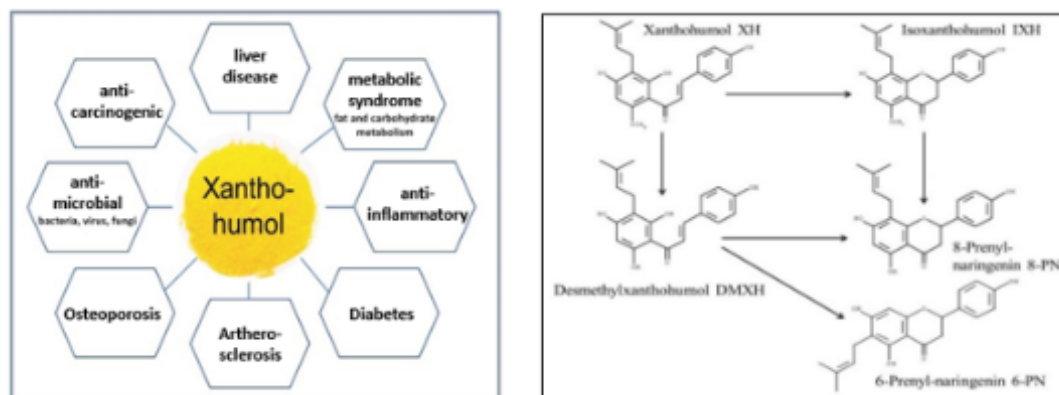 liver
disease
anti-
carcinogenic
metabolic
syndrome
fat and carbohydrate
metabolism
anti-
microbial
bacteria, virus, fungi
Xantho-
humol
anti-
inflammatory
Osteoporosis
Arthero-
sclerosis
Diabetes
Xanthohumol XH
Isoxanthohumol IXH
Desmethylxanthohumol DMXH
8-Prenyl-
naringenin 8-PN
6-Prenyl-naringenin 6-PN